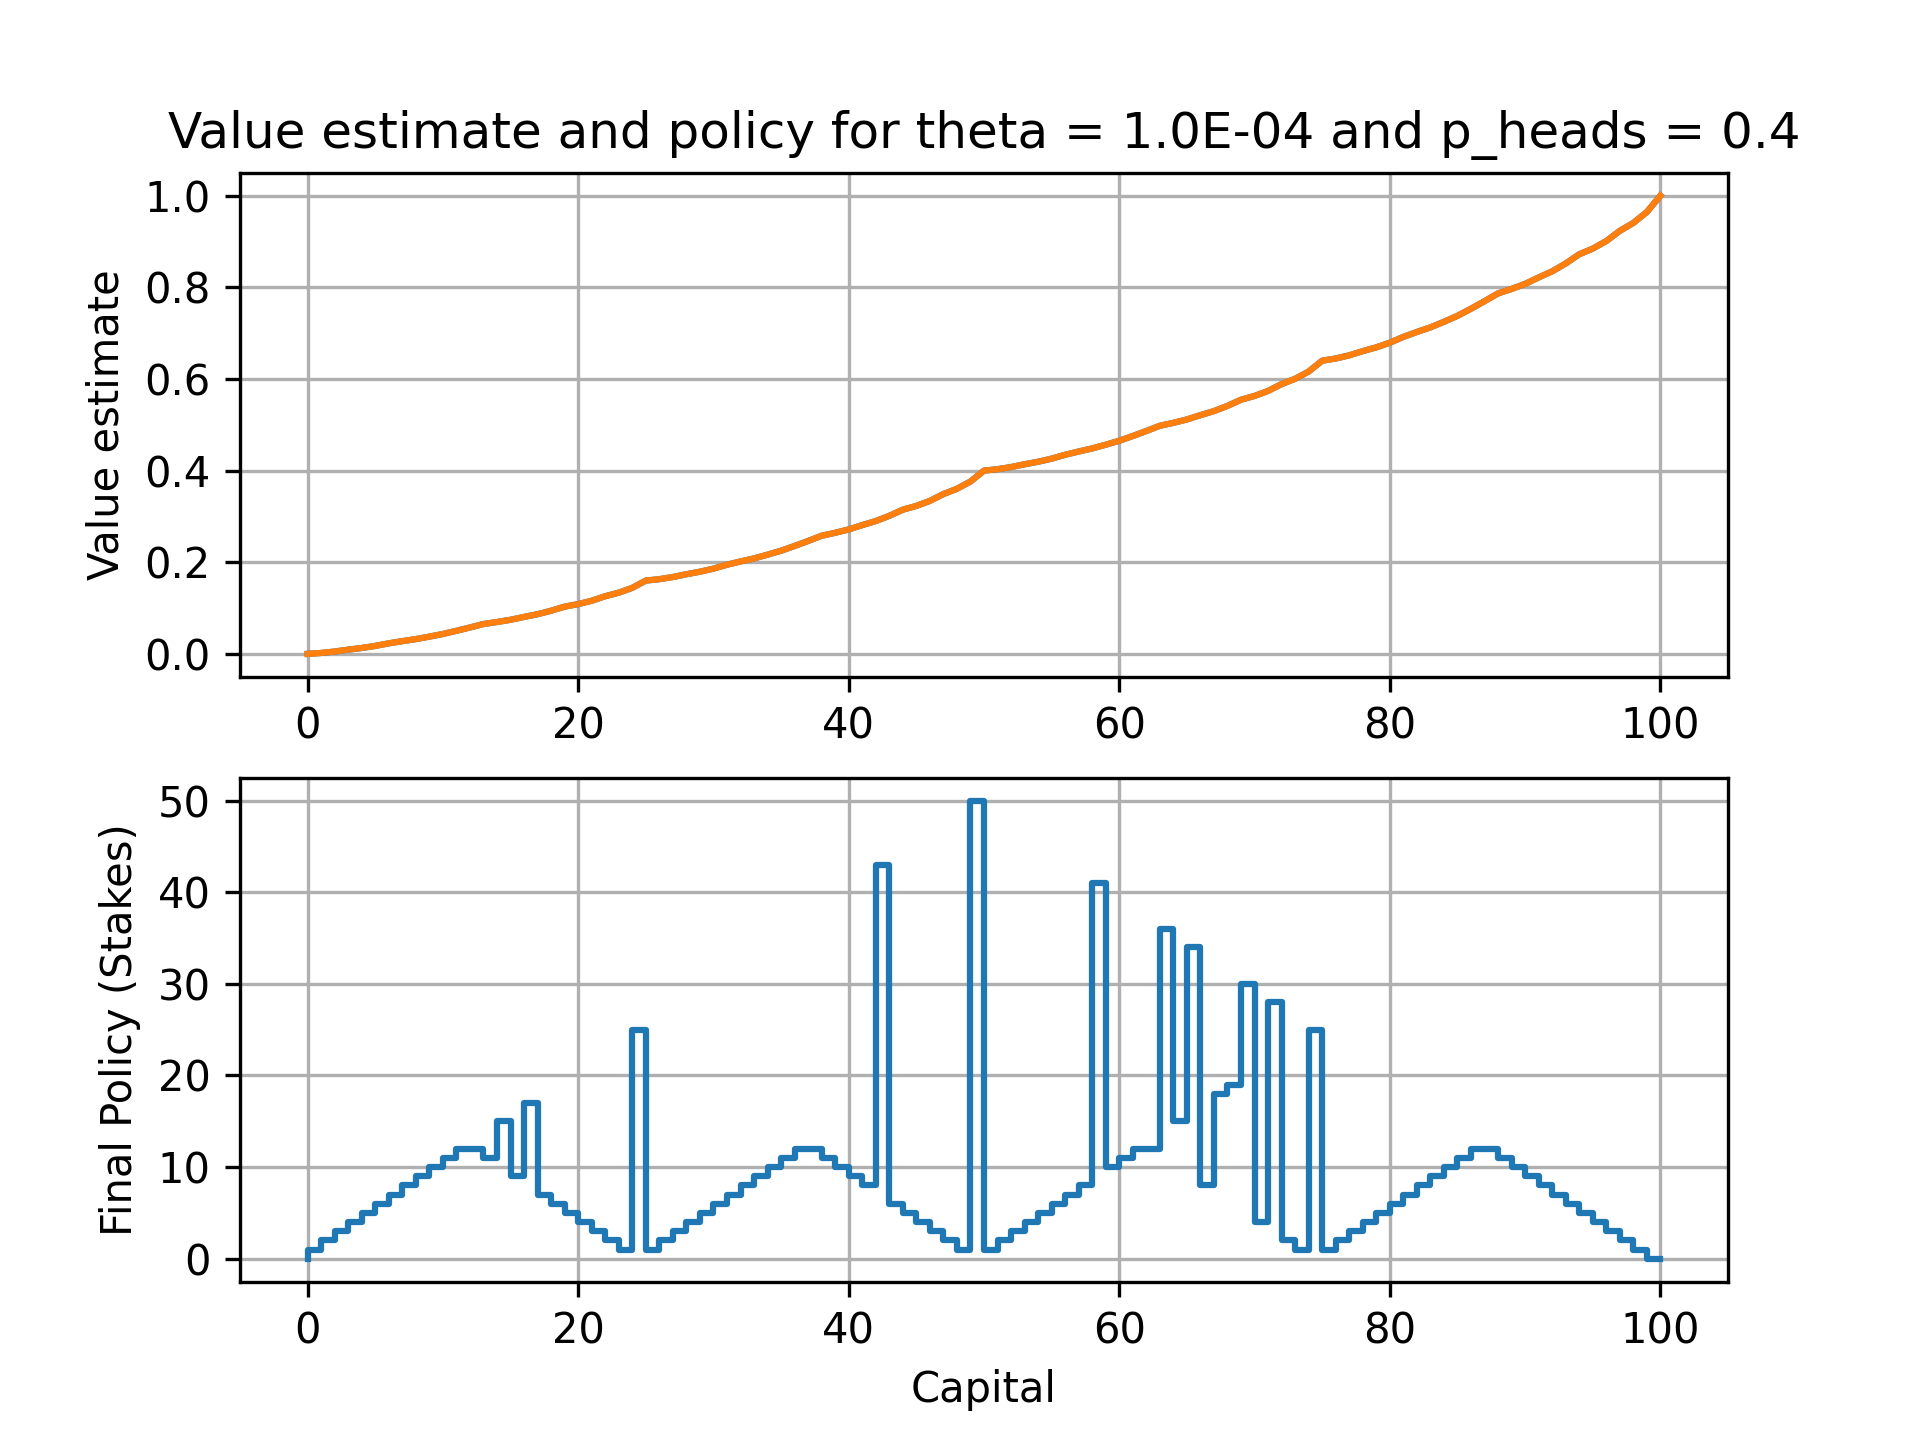 Value estimate and policy for theta = 1.0E-04 and p_heads = 0.4
Value estimate
1.0
0.8
0.6
0.4
0.2
0.0
0 20 40 60 80 100
Final Policy (Stakes)
50
40
30
20
10
0
0 20 40 60 80 100
Capital